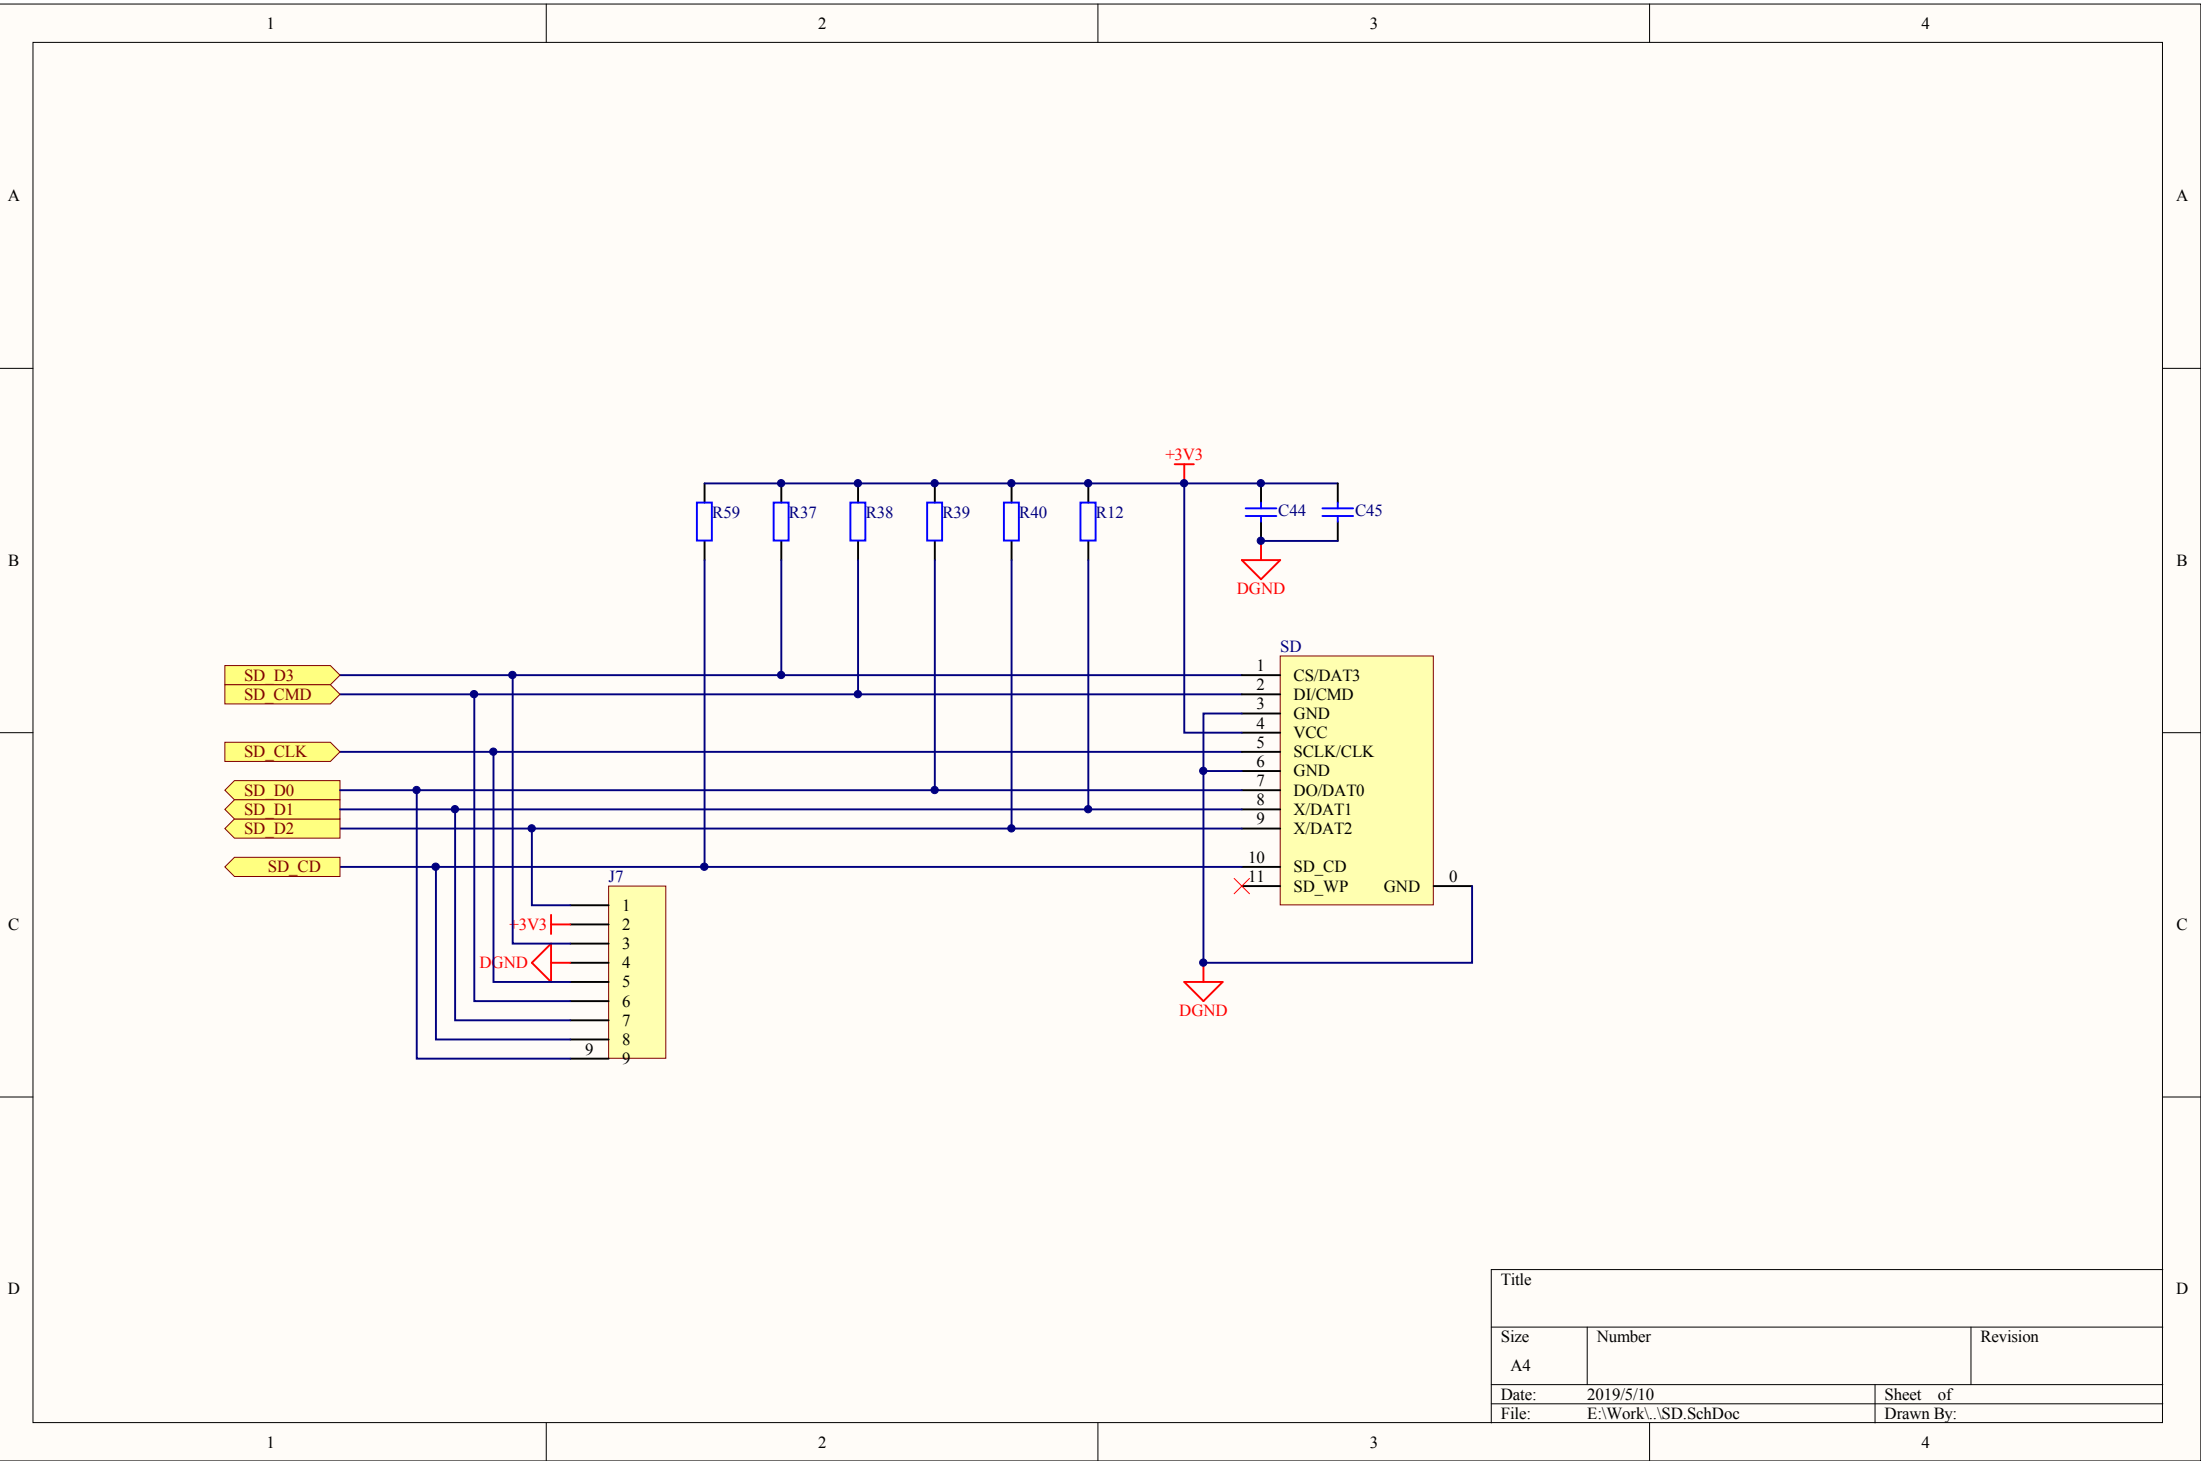 1 2 3 4
A A
B B
C C
D D
+3V3
R59 R37 R38 R39 R40 R12 C44 C45
DGND
SD
SD_D3 1 CS/DAT3
SD_CMD 2 DI/CMD
3 GND
4 VCC
SD_CLK 5 SCLK/CLK
6 GND
SD_D0 7 DO/DAT0
SD_D1 8 X/DAT1
SD_D2 9 X/DAT2
SD_CD 10 SD_CD
11 SD_WP GND 0
J7
1
+3V3 2
3
DGND 4
5
6
7
8
9 9
DGND
Title
Size Number Revision
A4
Date: 2019/5/10 Sheet of
File: E:\Work\..\SD.SchDoc Drawn By:
1 2 3 4